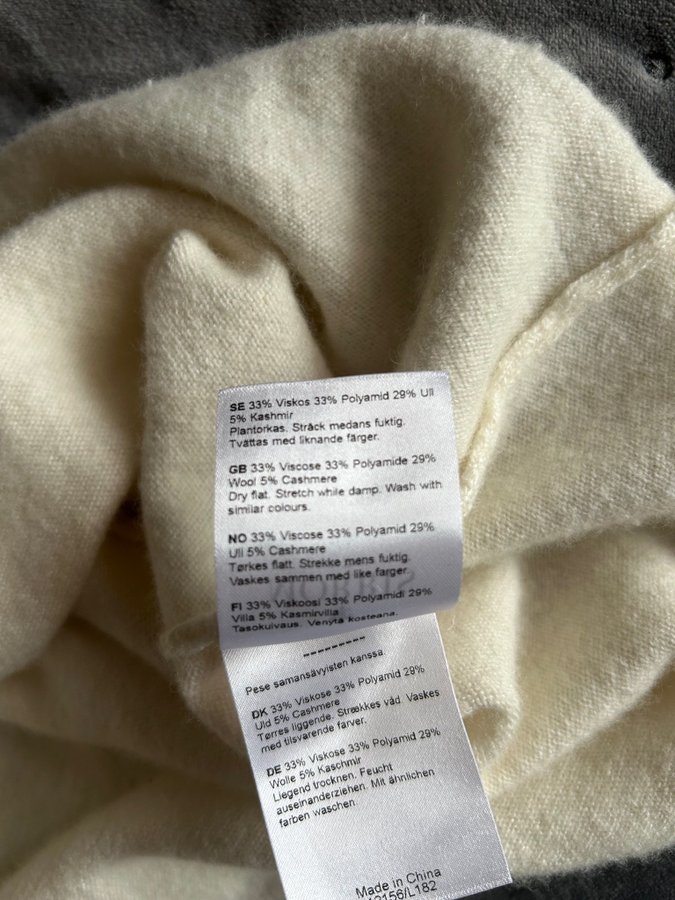 SE 33% Viskos 33% Polyamid 29% Ull
5% Kashmir
Plantorkas. Sträck medans fuktig.
Tvättas med liknande färger.
GB 33% Viscose 33% Polyamide 29%
Wool 5% Cashmere
Dry flat. Stretch while damp. Wash with
similar colours.
NO 33% Viscose 33% Polyamid 29%
Ull 5% Cashmere
Tørkes flatt. Strekke mens fuktig.
Vaskes sammen med like farger.
FI 33% Viskoosi 33% Polyamidi 29%
Villa 5% Kasmirvilla
Tasokuivaus. Venytä kosteana.
---------
Pese samansävyisten kanssa.
DK 33% Viskose 33% Polyamid 29%
Uld 5% Cashmere
Tørres liggende. Strækkes våd. Vaskes
med tilsvarende farver.
DE 33% Viskose 33% Polyamid 29%
Wolle 5% Kaschmir
Liegend trocknen. Feucht
auseinanderziehen. Mit ähnlichen
farben waschen.
Made in China
12156/L182